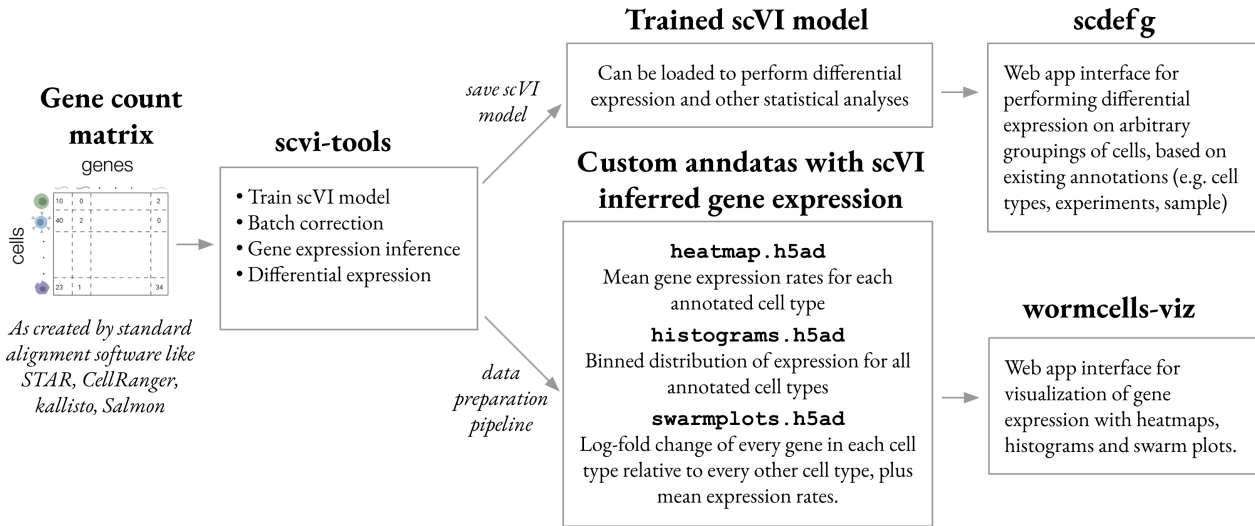 Gene count
matrix
genes
cells
10 0 2
40 2 0
23 1 34
As created by standard
alignment software like
STAR, CellRanger,
kallisto, Salmon
scvi-tools
• Train scVI model
• Batch correction
• Gene expression inference
• Differential expression
save scVI
model
data
preparation
pipeline
Trained scVI model
Can be loaded to perform differential
expression and other statistical analyses
Custom anndatas with scVI
inferred gene expression
heatmap.h5ad
Mean gene expression rates for each
annotated cell type
histograms.h5ad
Binned distribution of expression for all
annotated cell types
swarmplots.h5ad
Log-fold change of every gene in each cell
type relative to every other cell type, plus
mean expression rates.
scdefg
Web app interface for
performing differential
expression on arbitrary
groupings of cells, based on
existing annotations (e.g. cell
types, experiments, sample)
wormcells-viz
Web app interface for
visualization of gene
expression with heatmaps,
histograms and swarm plots.